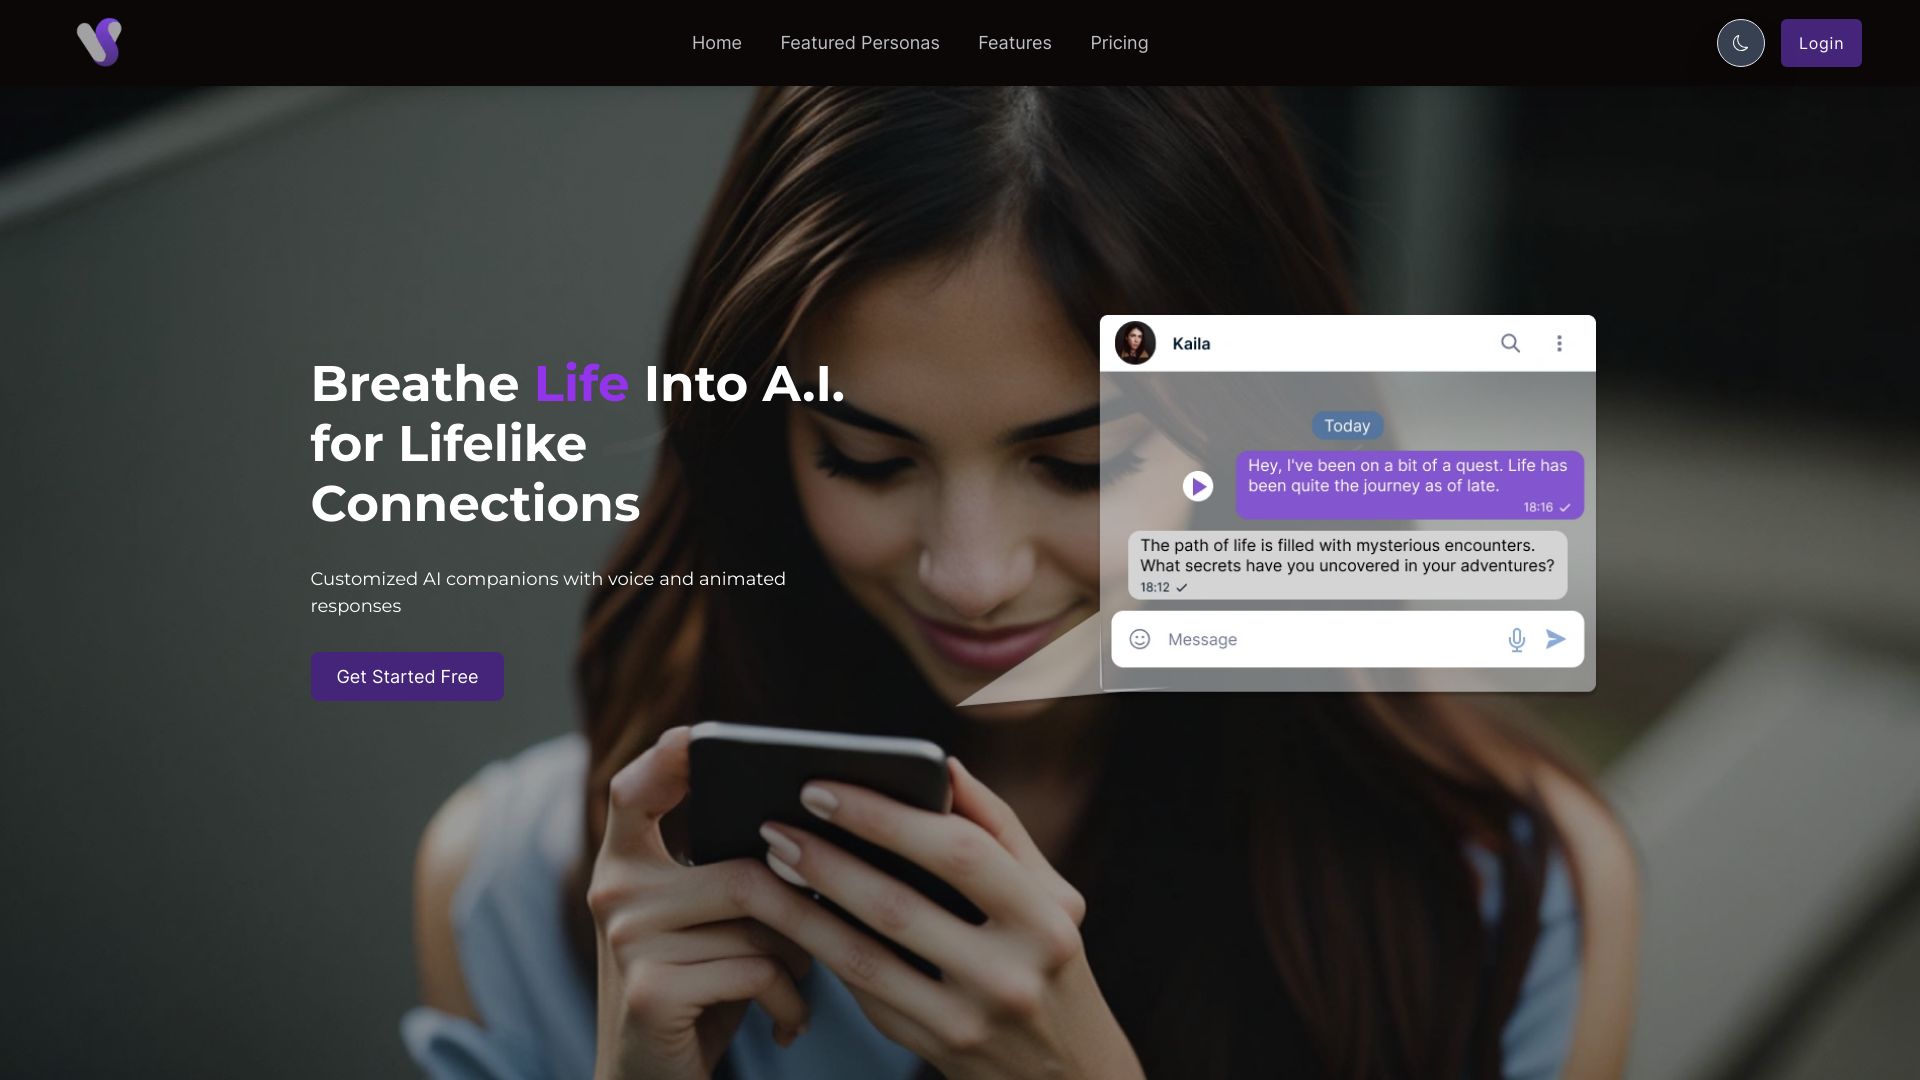 Home
Featured Personas
Features
Pricing
Login
Breathe Life Into A.I.
for Lifelike
Connections
Customized AI companions with voice and animated
responses
Get Started Free
Kaila
Today
Hey, I've been on a bit of a quest. Life has
been quite the journey as of late.
18:16
The path of life is filled with mysterious encounters.
What secrets have you uncovered in your adventures?
18:12
Message